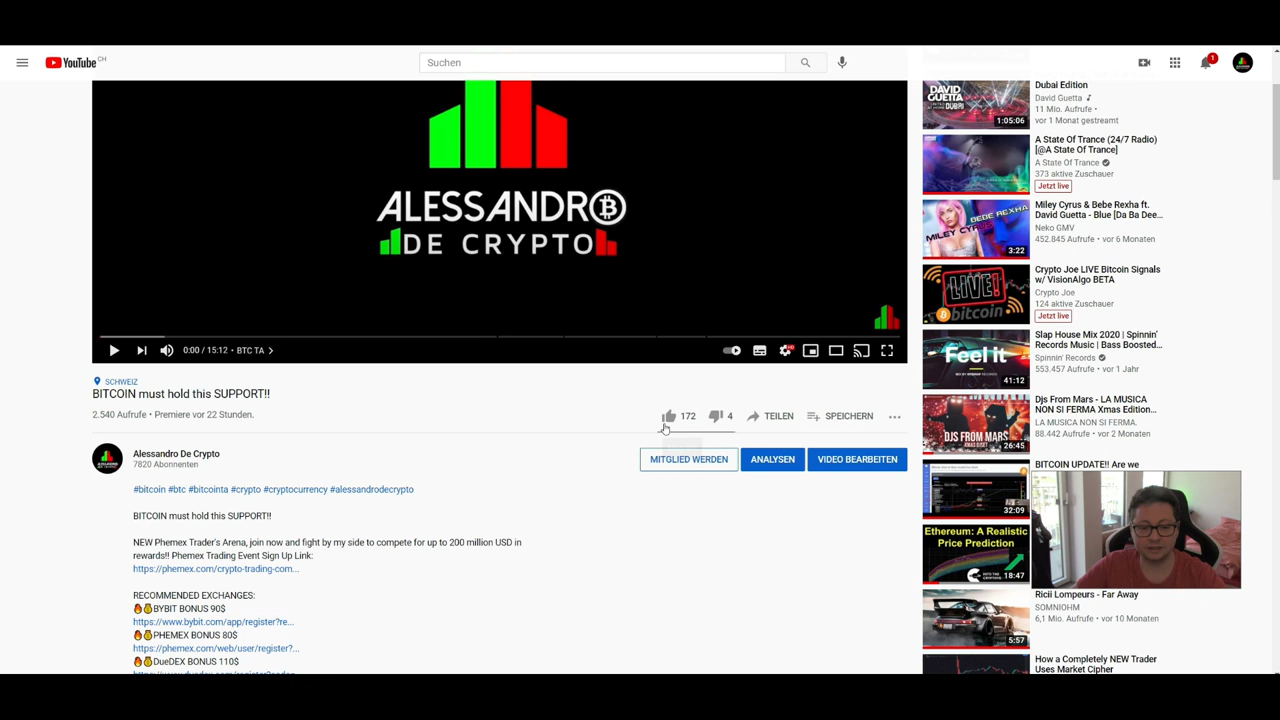 YouTube CH
Suchen
1
ALESSANDRO
DE CRYPTO
0:00 / 15:12 • BTC TA
SCHWEIZ
BITCOIN must hold this SUPPORT!!
2.540 Aufrufe • Premiere vor 22 Stunden.
172
4
TEILEN
SPEICHERN
Alessandro De Crypto
7820 Abonnenten
MITGLIED WERDEN
ANALYSEN
VIDEO BEARBEITEN
#bitcoin #btc #bitcointa #crypto #cryptocurrency #alessandrodecrypto
BITCOIN must hold this SUPPORT!!
NEW Phemex Trader's Arena, join now and fight by my side to compete for up to 200 million USD in
rewards!! Phemex Trading Event Sign Up Link:
https://phemex.com/crypto-trading-com...
RECOMMENDED EXCHANGES:
🔥💰BYBIT BONUS 90$
https://www.bybit.com/app/register?re...
🔥💰PHEMEX BONUS 80$
https://phemex.com/web/user/register?...
🔥💰DueDEX BONUS 110$
DAVID
GUETTA
DUBAI
1:05:06
Dubai Edition
David Guetta
11 Mio. Aufrufe •
vor 1 Monat gestreamt
A State Of Trance (24/7 Radio)
[@A State Of Trance]
A State Of Trance
373 aktive Zuschauer
Jetzt live
MILEY CYRUS
BEBE REXHA
3:22
Miley Cyrus & Bebe Rexha ft.
David Guetta - Blue [Da Ba Dee...
Neko GMV
452.845 Aufrufe • vor 6 Monaten
LIVE!
bitcoin
Crypto Joe LIVE Bitcoin Signals
w/ VisionAlgo BETA
Crypto Joe
124 aktive Zuschauer
Jetzt live
Feel it
41:12
Slap House Mix 2020 | Spinnin'
Records Music | Bass Boosted...
Spinnin' Records
553.457 Aufrufe • vor 1 Jahr
DJS FROM MARS
26:45
Djs From Mars - LA MUSICA
NON SI FERMA Xmas Edition...
LA MUSICA NON SI FERMA.
88.442 Aufrufe • vor 2 Monaten
32:09
BITCOIN UPDATE!! Are we
Ethereum: A Realistic
Price Prediction
18:47
5:57
Ricii Lompeurs - Far Away
SOMNIOHM
6,1 Mio. Aufrufe • vor 10 Monaten
How a Completely NEW Trader
Uses Market Cipher